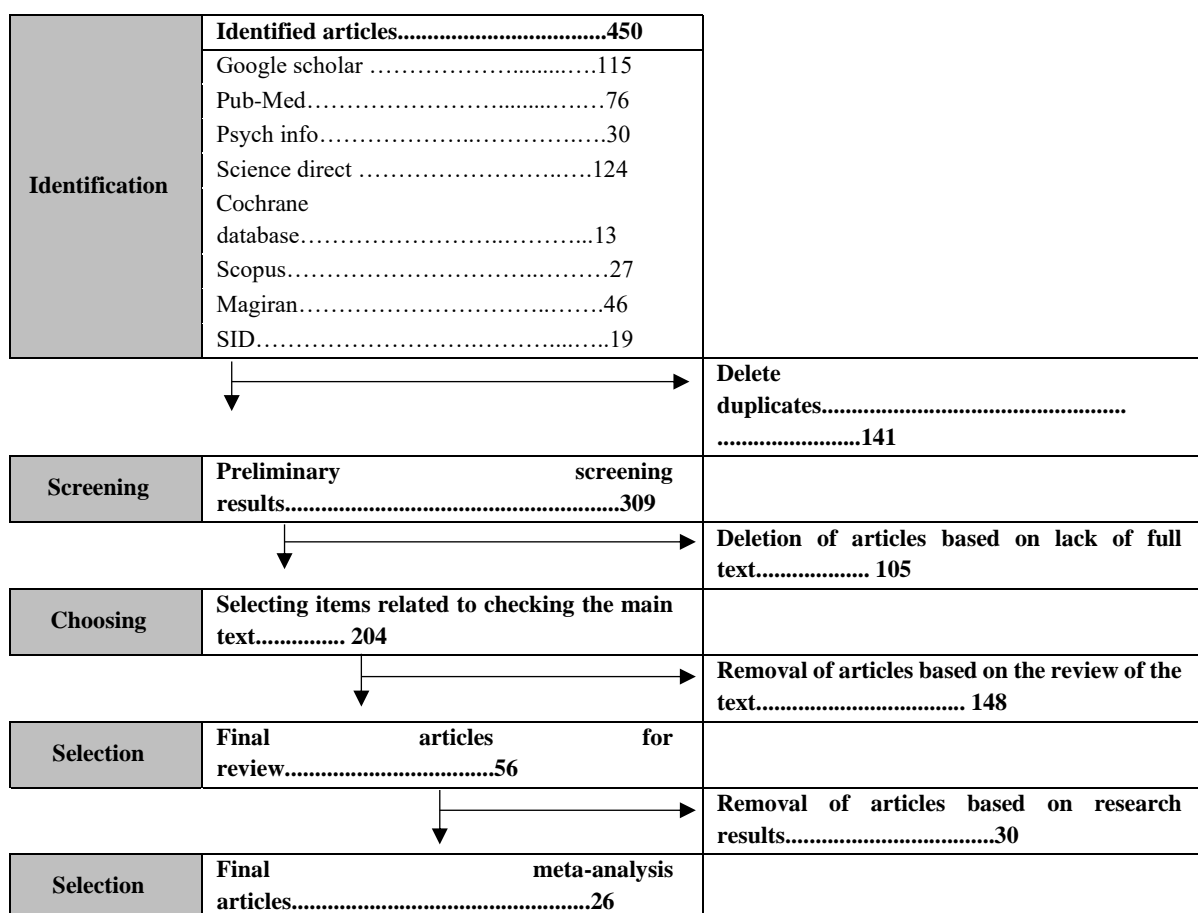 Identified articles...................................450
Google scholar ………………........….115
Pub-Med……………………........….…76
Psych info………………..………….….30
Science direct ……………………..….124
Identification
Cochrane
database……………………..………...13
Scopus…………………………..………27
Magiran………………………..…….46
SID……………………….………...…..19
Delete
duplicates...................................................
........................141
Screening
Preliminary screening
results........................................................309
Deletion of articles based on lack of full
text................... 105
Choosing
Selecting items related to checking the main
text............... 204
Removal of articles based on the review of the
text................................... 148
Selection
Final articles for
review...................................56
Removal of articles based on research
results...................................30
Selection
Final meta-analysis
articles..................................................26